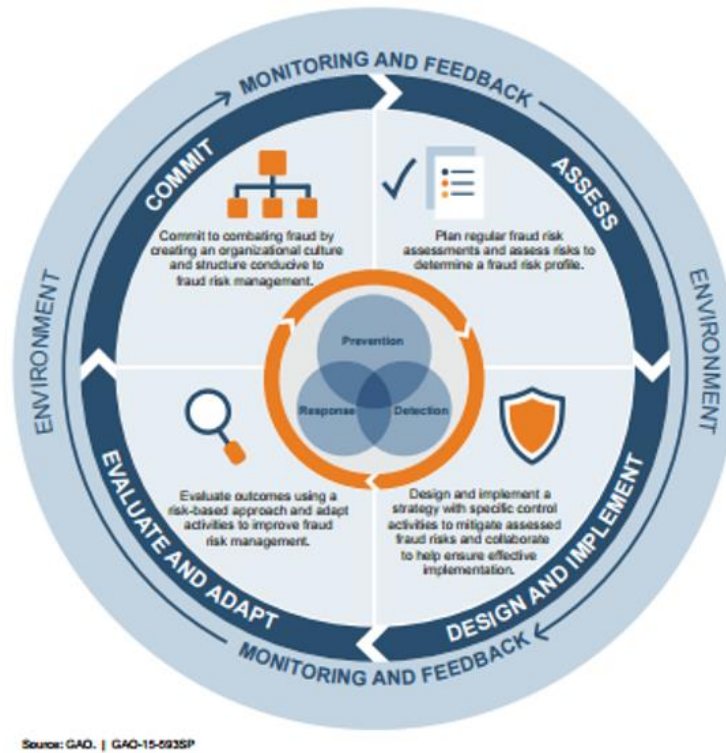 MONITORING AND FEEDBACK
COMMIT
ASSESS
Commit to combating fraud by
creating an organizational culture
and structure conducive to
fraud risk management.
Plan regular fraud risk
assessments and assess risks to
determine a fraud risk profile.
ENVIRONMENT
ENVIRONMENT
Prevention
Response
Detection
Evaluate outcomes using a
risk-based approach and adapt
activities to improve fraud
risk management.
Design and implement a
strategy with specific control
activities to mitigate assessed
fraud risks and collaborate
to help ensure effective
implementation.
EVALUATE AND ADAPT
DESIGN AND IMPLEMENT
MONITORING AND FEEDBACK
Source: GAO. | GAO-15-593SP